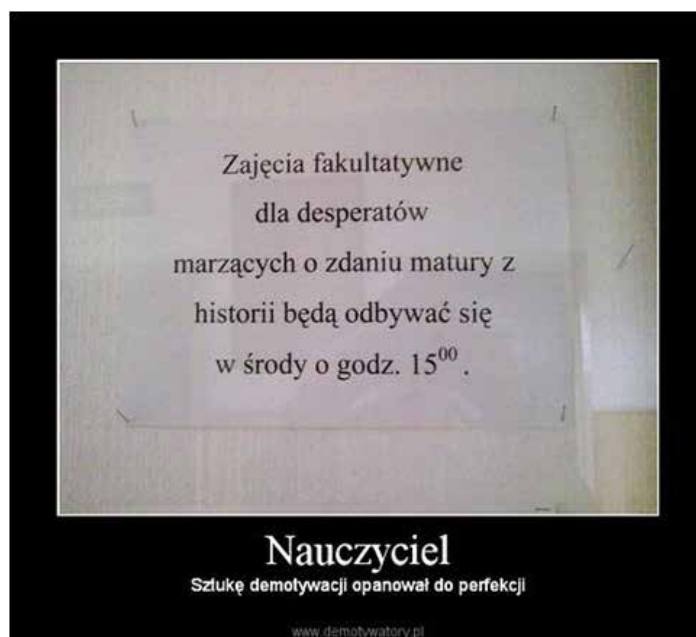 Zajęcia fakultatywne
dla desperatów
marzących o zdaniu matury z
historii będą odbywać się
w środy o godz. 15⁰⁰.
Nauczyciel
Sztukę demotywacji opanował do perfekcji
www.demotywatory.pl